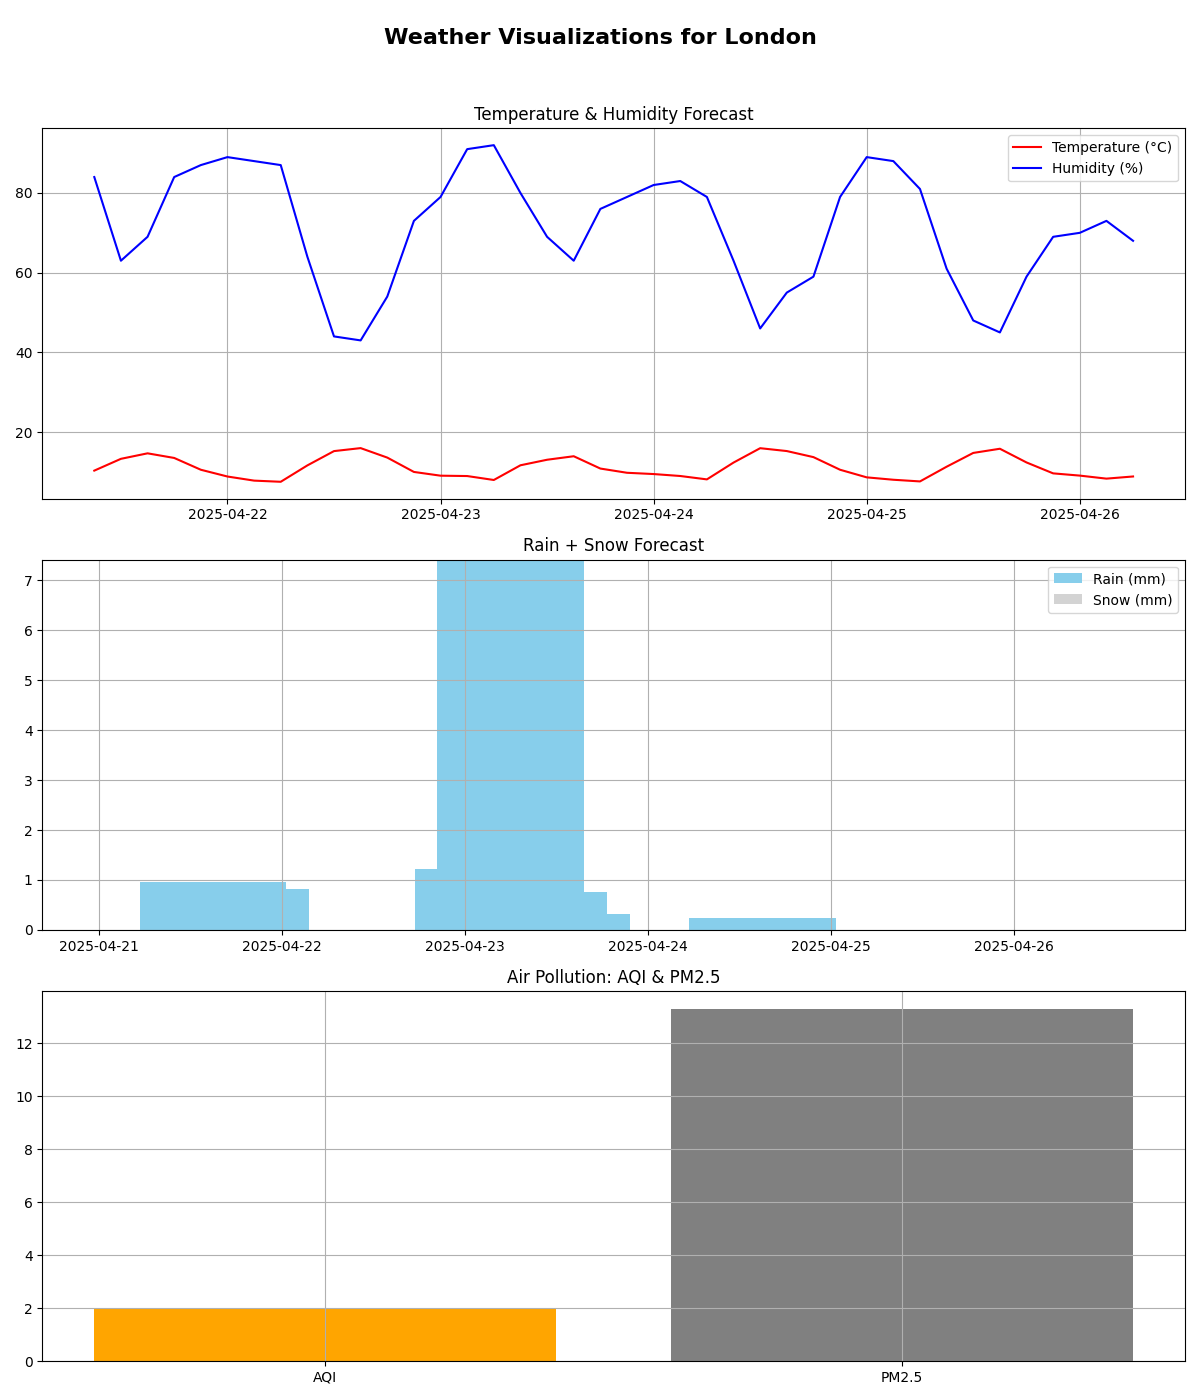 Weather Visualizations for London
Temperature & Humidity Forecast
Temperature (°C)
Humidity (%)
80
60
40
20
2025-04-22 2025-04-23 2025-04-24 2025-04-25 2025-04-26
Rain + Snow Forecast
Rain (mm)
Snow (mm)
7
6
5
4
3
2
1
0
2025-04-21 2025-04-22 2025-04-23 2025-04-24 2025-04-25 2025-04-26
Air Pollution: AQI & PM2.5
12
10
8
6
4
2
0
AQI PM2.5